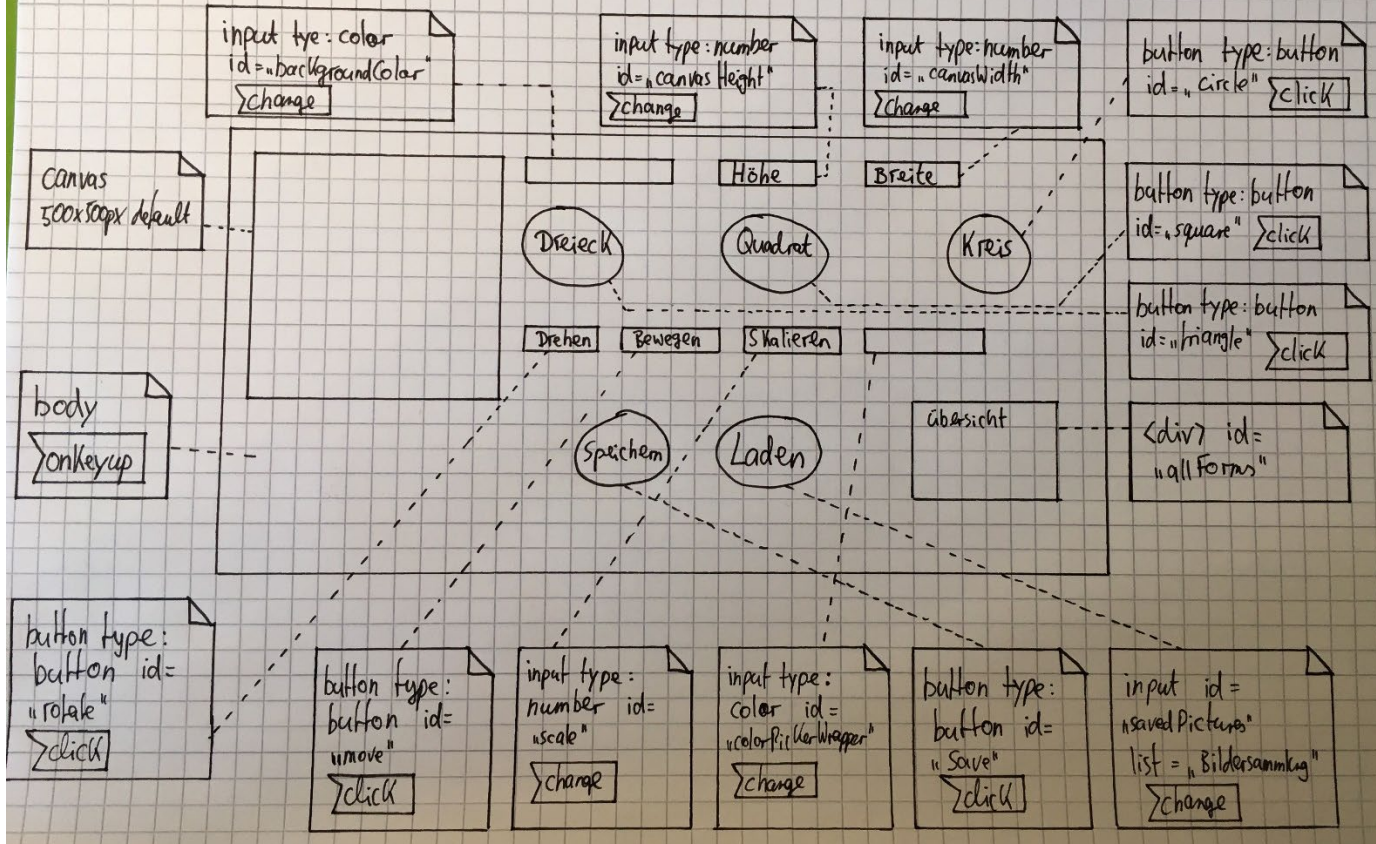 input tye: color
id=„backgroundColor"
change
input type: number
id=„canvas Height"
change
input type: number
id=„canvasWidth"
change
button type: button
id=„circle" click
canvas
500x500px default
Höhe
Breite
button type: button
id=„square" click
Dreieck
Quadrat
Kreis
button type: button
id=„triangle" click
Drehen
Bewegen
Skalieren
body
onKeyup
Speichern
Laden
übersicht
<div> id=
"allForms"
button type:
button id=
„rotate"
click
button type:
button id=
„move"
click
input type:
number id=
„scale"
change
input type:
color id=
„colorPickerWrapper"
change
button type:
button id=
„Save"
click
input id=
„savedPictures"
list = „Bildersammlug"
change